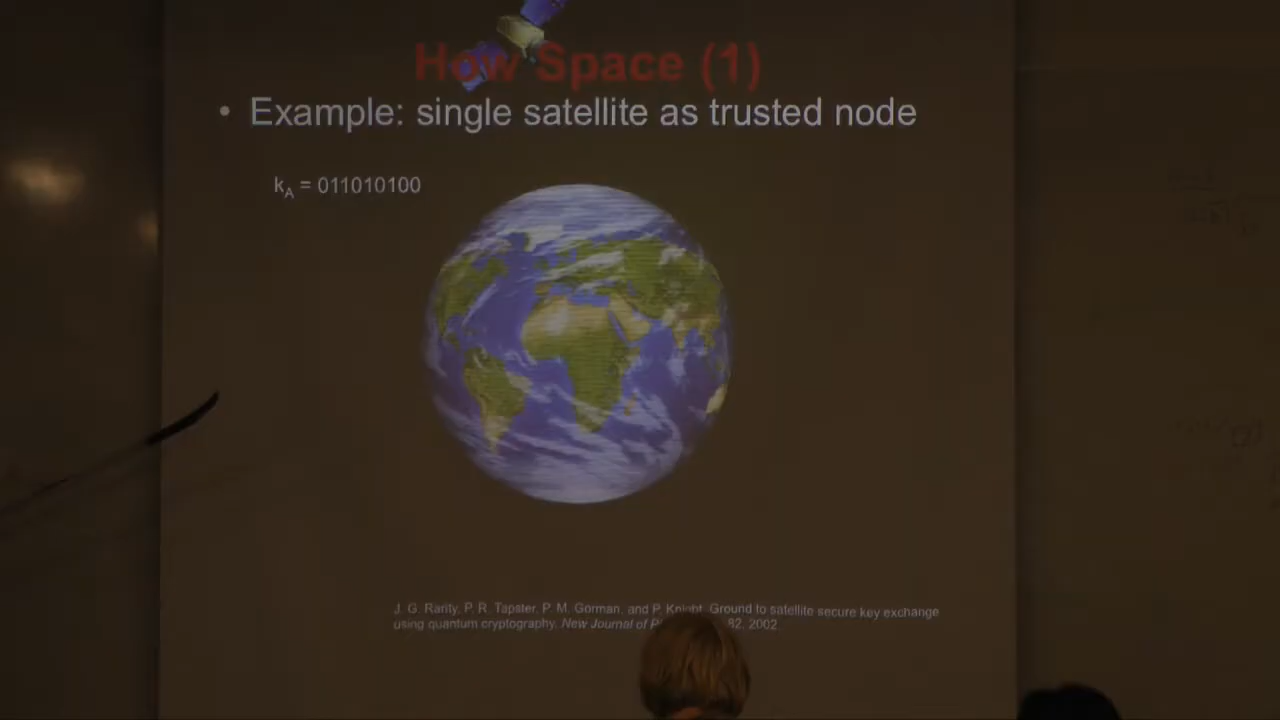 How Space (1)
• Example: single satellite as trusted node
kA = 011010100
J. G. Rarity, P. R. Tapster, P. M. Gorman, and P. Knight, Ground to satellite secure key exchange
using quantum cryptography, New Journal of 82, 2002.